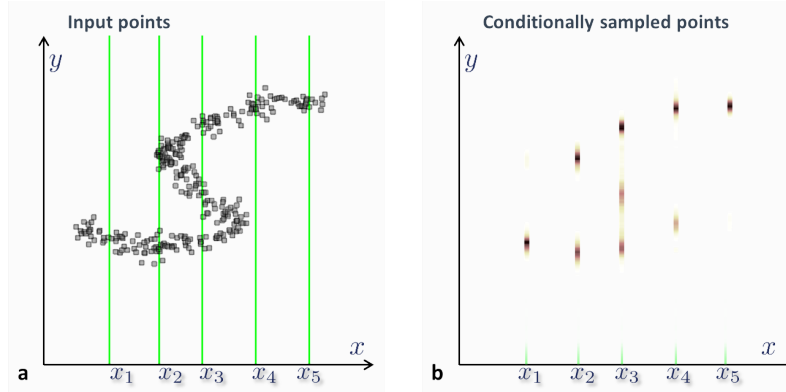 Input points
y
x
a
x₁ x₂ x₃ x₄ x₅
Conditionally sampled points
y
x
b
x₁ x₂ x₃ x₄ x₅